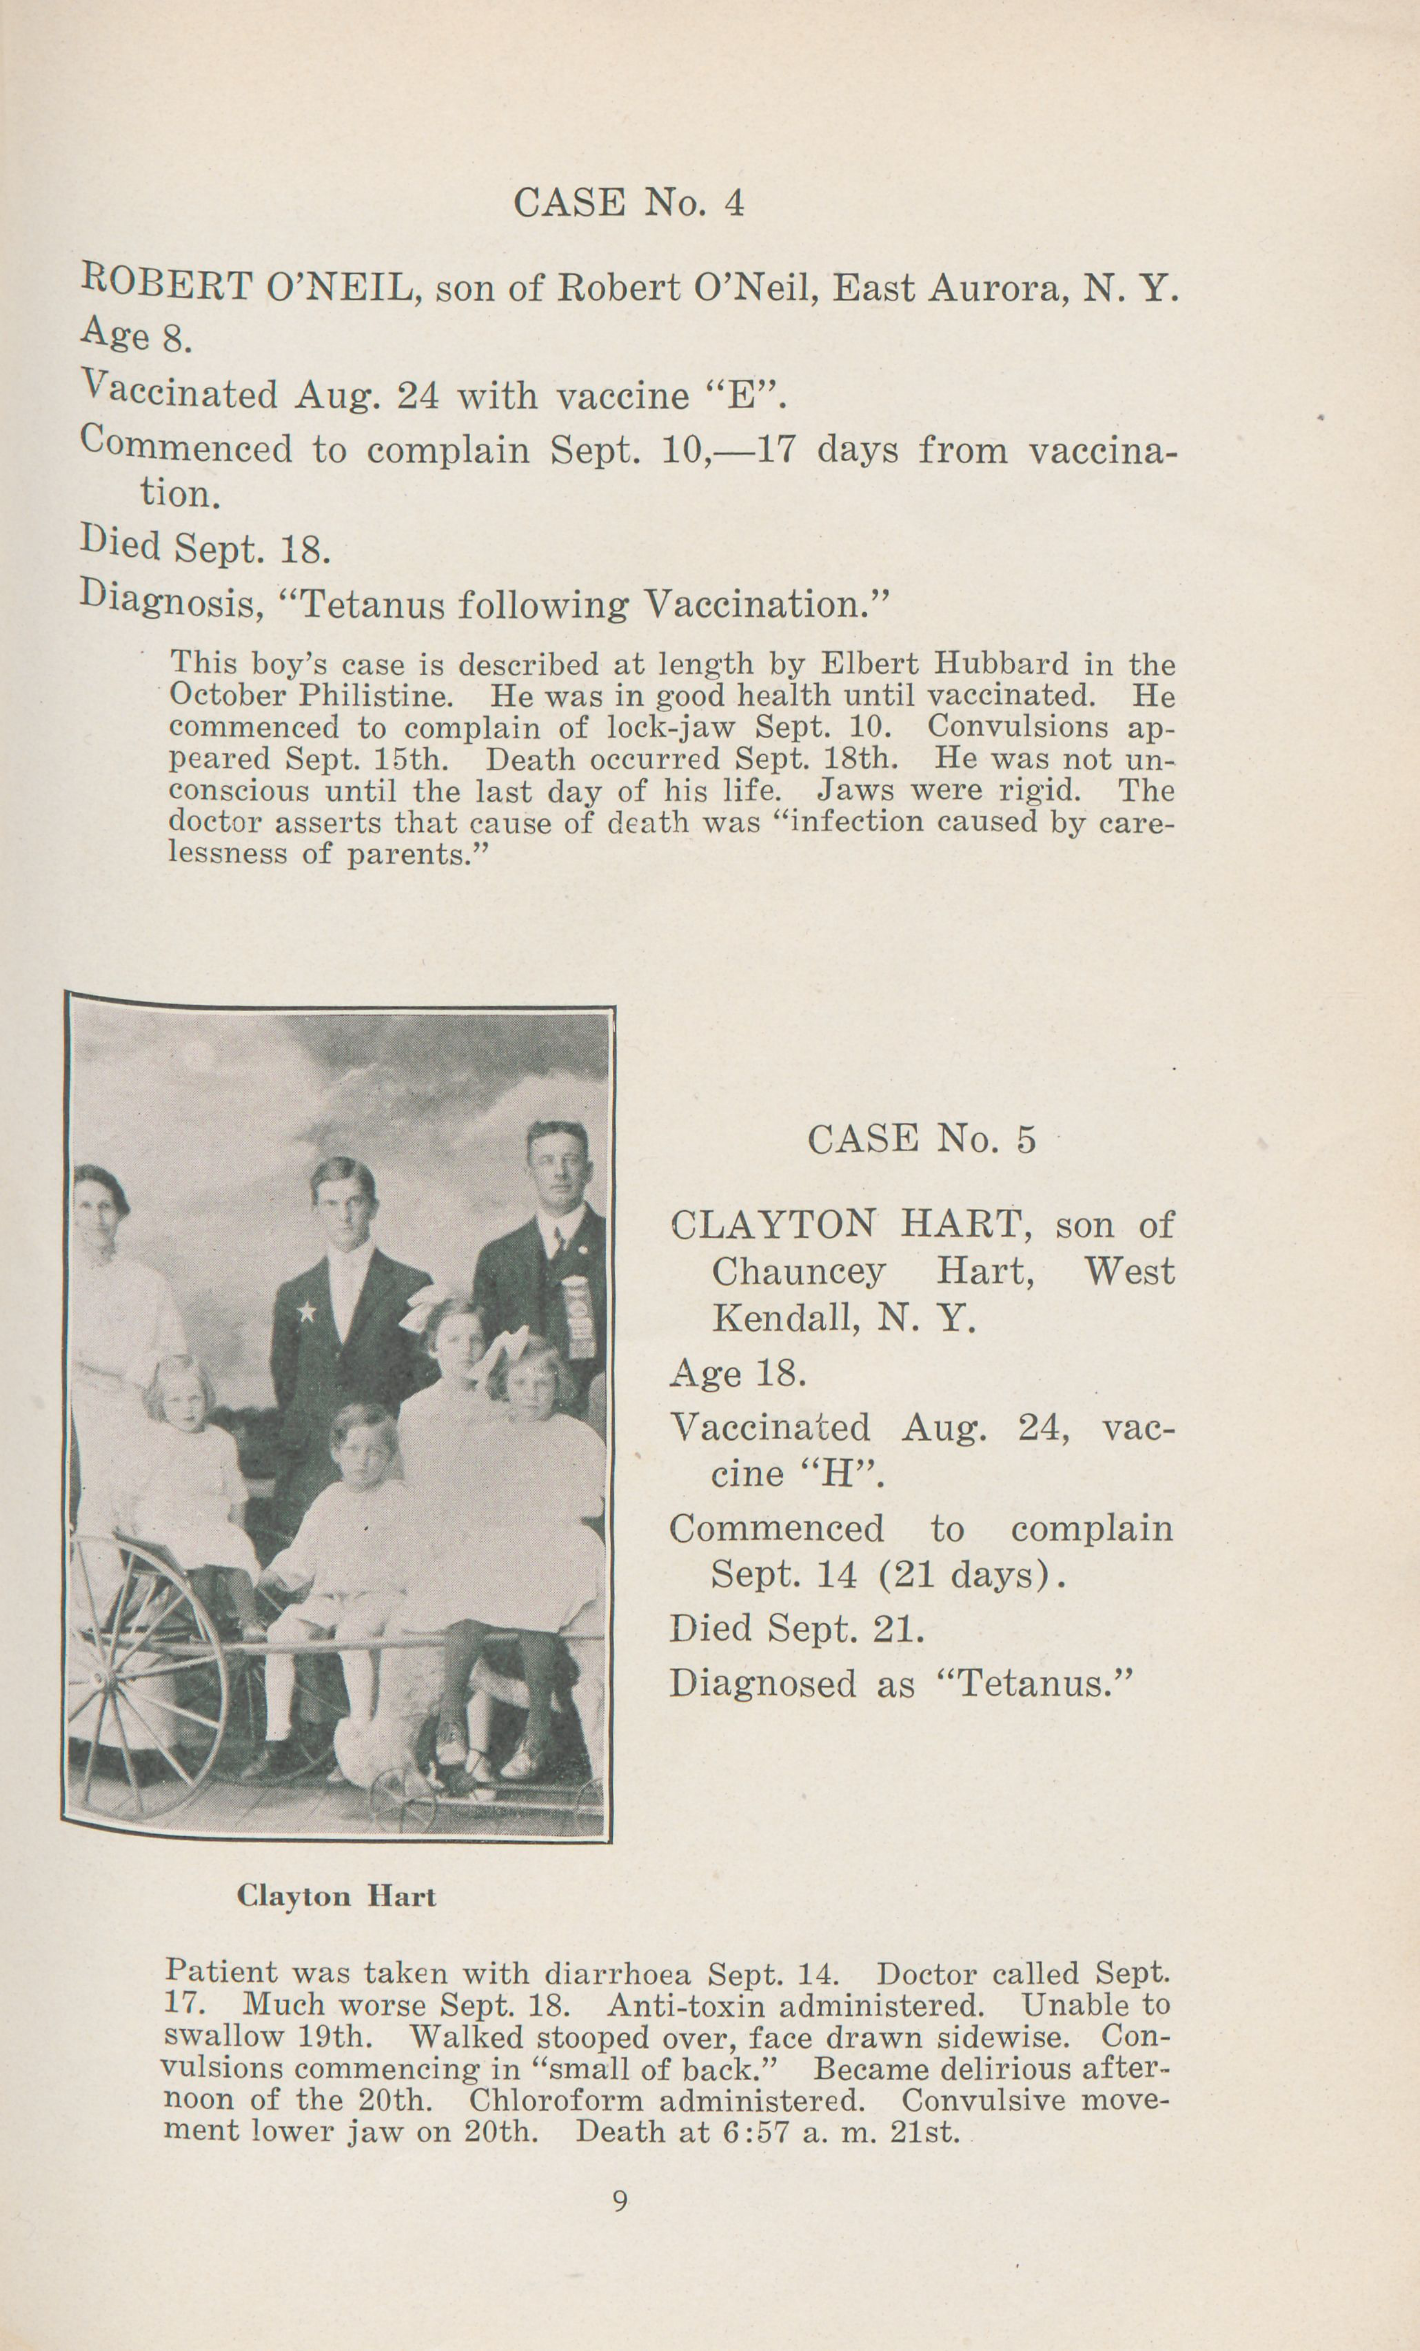 CASE No. 4
ROBERT O'NEIL, son of Robert O'Neil, East Aurora, N. Y.
Age 8.
Vaccinated Aug. 24 with vaccine “E”.
Commenced to complain Sept. 10,—17 days from vaccina-
tion.
Died Sept. 18.
Diagnosis, “Tetanus following Vaccination.”
This boy's case is described at length by Elbert Hubbard in the
October Philistine. He was in good health until vaccinated. He
commenced to complain of lock-jaw Sept. 10. Convulsions ap-
peared Sept. 15th. Death occurred Sept. 18th. He was not un-
conscious until the last day of his life. Jaws were rigid. The
doctor asserts that cause of death was “infection caused by care-
lessness of parents.”
CASE No. 5
CLAYTON HART, son of
Chauncey Hart, West
Kendall, N. Y.
Age 18.
Vaccinated Aug. 24, vac-
cine “H”.
Commenced to complain
Sept. 14 (21 days).
Died Sept. 21.
Diagnosed as “Tetanus.”
Clayton Hart
Patient was taken with diarrhoea Sept. 14. Doctor called Sept.
17. Much worse Sept. 18. Anti-toxin administered. Unable to
swallow 19th. Walked stooped over, face drawn sidewise. Con-
vulsions commencing in “small of back.” Became delirious after-
noon of the 20th. Chloroform administered. Convulsive move-
ment lower jaw on 20th. Death at 6:57 a. m. 21st.
9